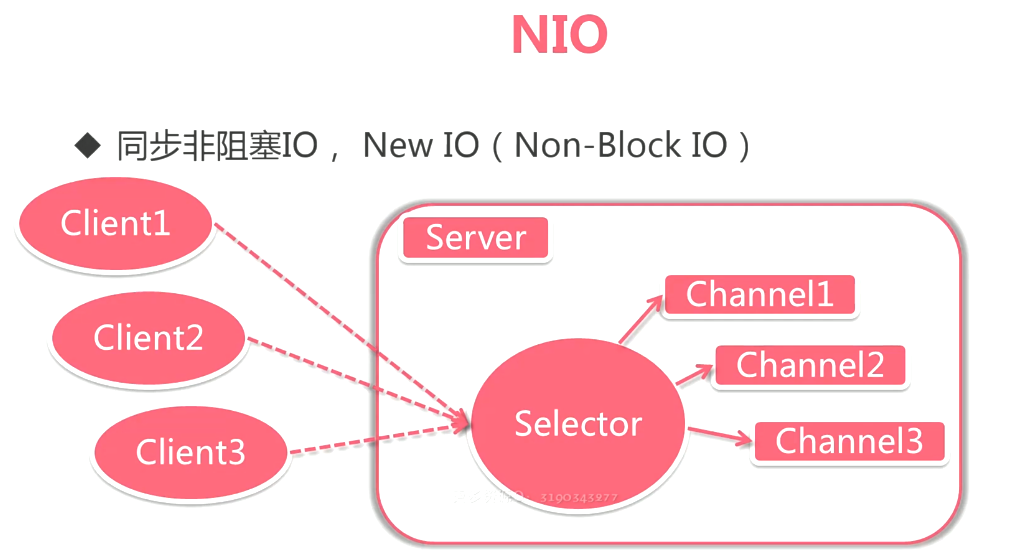 NIO
◆ 同步非阻塞IO， New IO（Non-Block IO）
Client1
Client2
Client3
Server
Selector
Channel1
Channel2
Channel3
3190343277